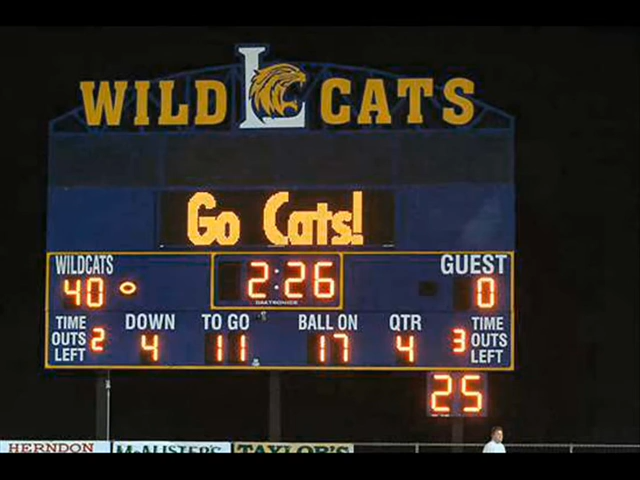 WILD L CATS
Go Cats!
WILDCATS 2:26 GUEST
40 0
DAKTRONICS
TIME OUTS LEFT 2 DOWN 4 TO GO 11 BALL ON 17 QTR 4 3 TIME OUTS LEFT
25
HERNDON McALISTER'S TAYLOR'S